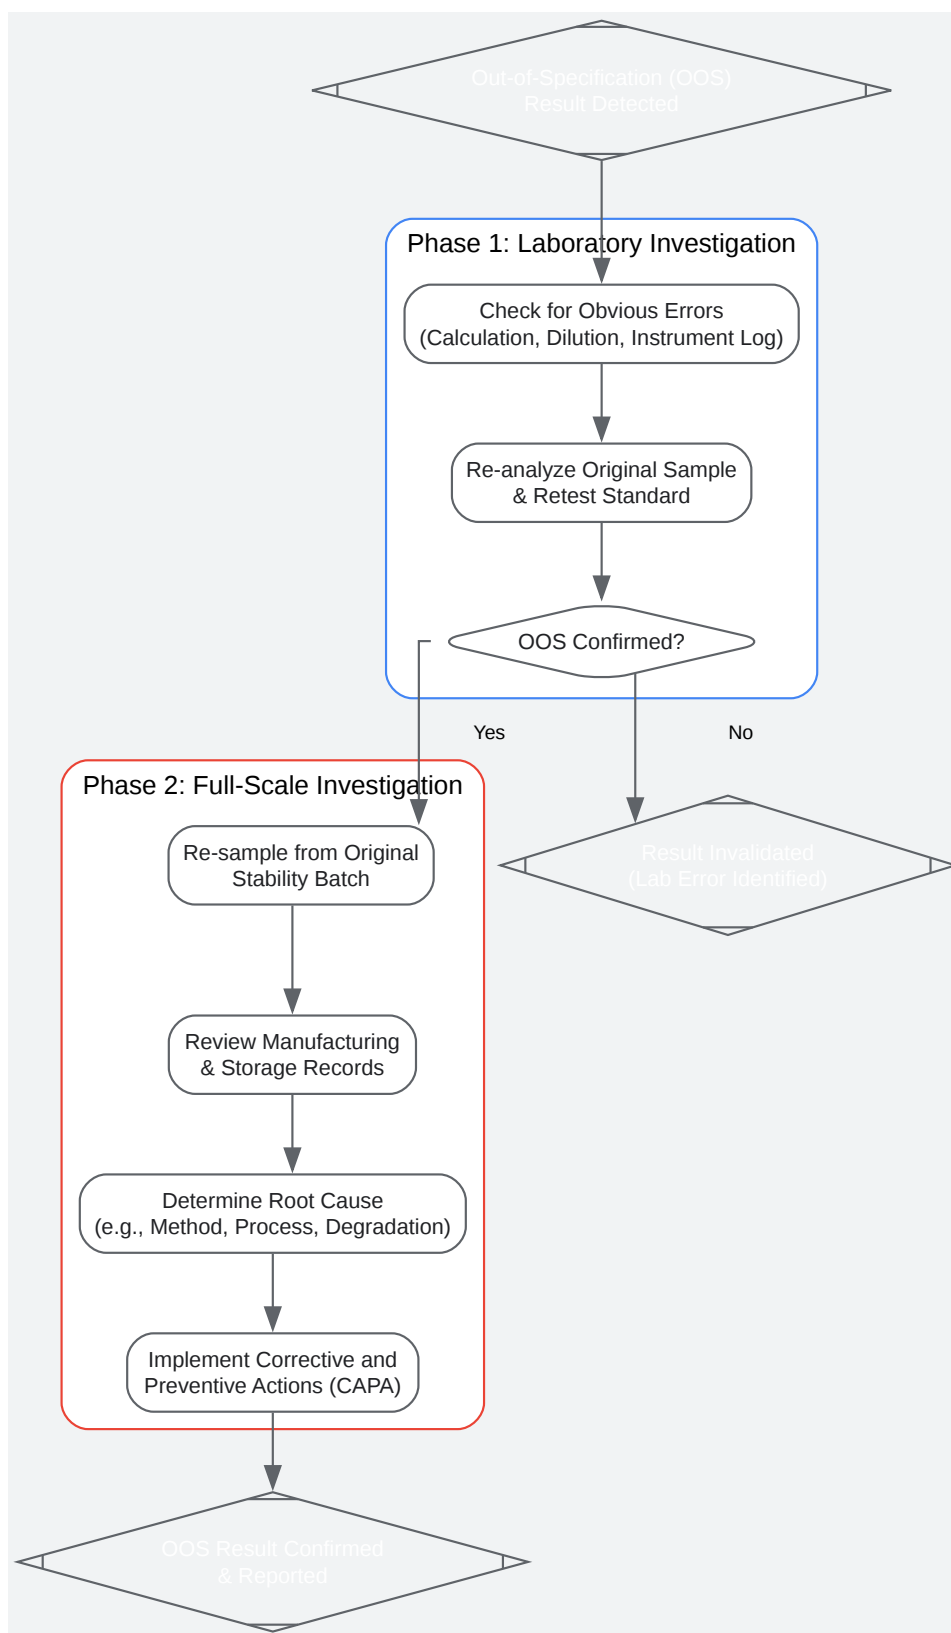 Out-of-Specification (OOS)
Result Detected
Phase 1: Laboratory Investigation
Check for Obvious Errors
(Calculation, Dilution, Instrument Log)
Re-analyze Original Sample
& Retest Standard
OOS Confirmed?
Yes
No
Phase 2: Full-Scale Investigation
Re-sample from Original
Stability Batch
Result Invalidated
(Lab Error Identified)
Review Manufacturing
& Storage Records
Determine Root Cause
(e.g., Method, Process, Degradation)
Implement Corrective and
Preventive Actions (CAPA)
OOS Result Confirmed
& Reported